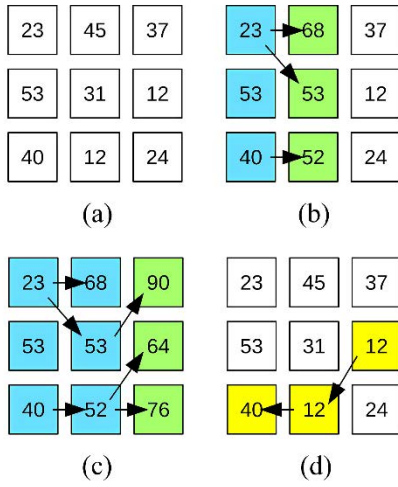 23 45 37
53 31 12
40 12 24
(a)
23 68 37
53 53 12
40 52 24
(b)
23 68 90
53 53 64
40 52 76
(c)
23 45 37
53 31 12
40 12 24
(d)